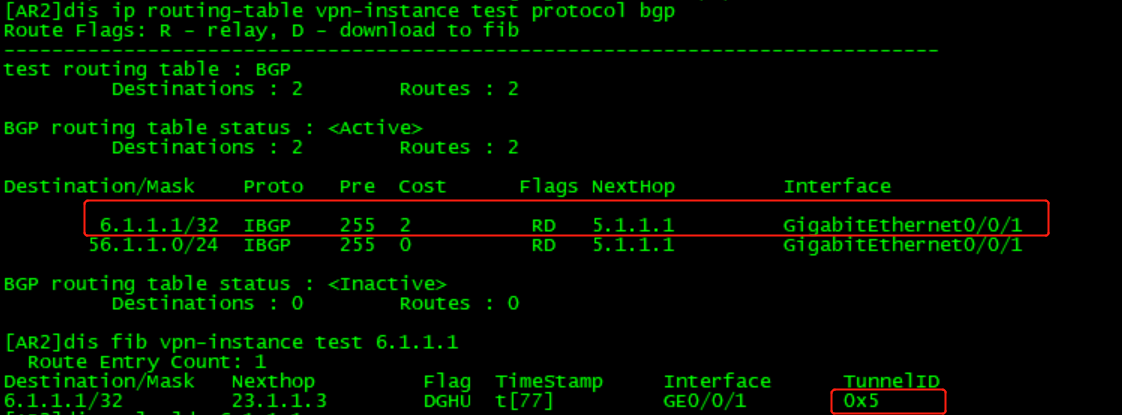 [AR2]dis ip routing-table vpn-instance test protocol bgp
Route Flags: R - relay, D - download to fib
------------------------------------------------------------------------------
test routing table : BGP
         Destinations : 2        Routes : 2

BGP routing table status : <Active>
         Destinations : 2        Routes : 2

Destination/Mask    Proto   Pre  Cost      Flags NextHop         Interface

        6.1.1.1/32  IBGP    255  2          RD   5.1.1.1         GigabitEthernet0/0/1
       56.1.1.0/24  IBGP    255  0          RD   5.1.1.1         GigabitEthernet0/0/1

BGP routing table status : <Inactive>
         Destinations : 0        Routes : 0

[AR2]dis fib vpn-instance test 6.1.1.1
  Route Entry Count: 1
Destination/Mask   Nexthop         Flag  TimeStamp     Interface      TunnelID
6.1.1.1/32         23.1.1.3        DGHU  t[77]         GE0/0/1        0x5